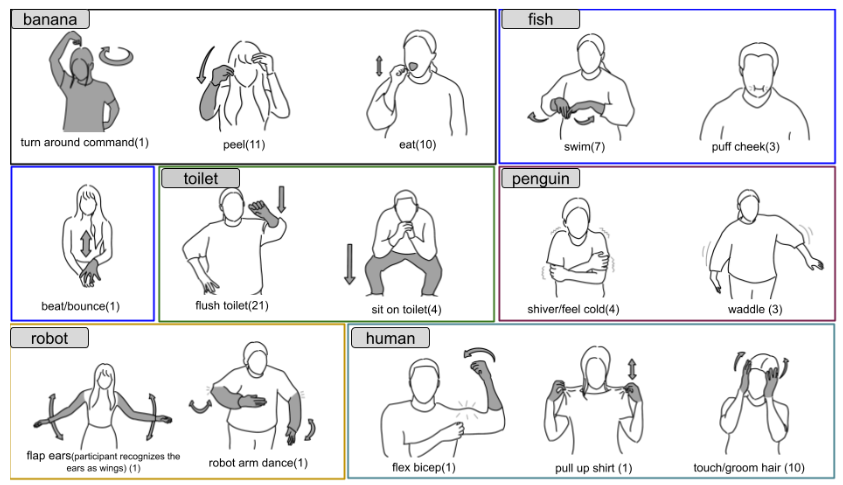 banana
fish
turn around command(1)
peel(11)
eat(10)
swim(7)
puff cheek(3)
toilet
penguin
beat/bounce(1)
flush toilet(21)
sit on toilet(4)
shiver/feel cold(4)
waddle (3)
robot
human
flap ears(participant recognizes the
ears as wings) (1)
robot arm dance(1)
flex bicep(1)
pull up shirt (1)
touch/groom hair (10)